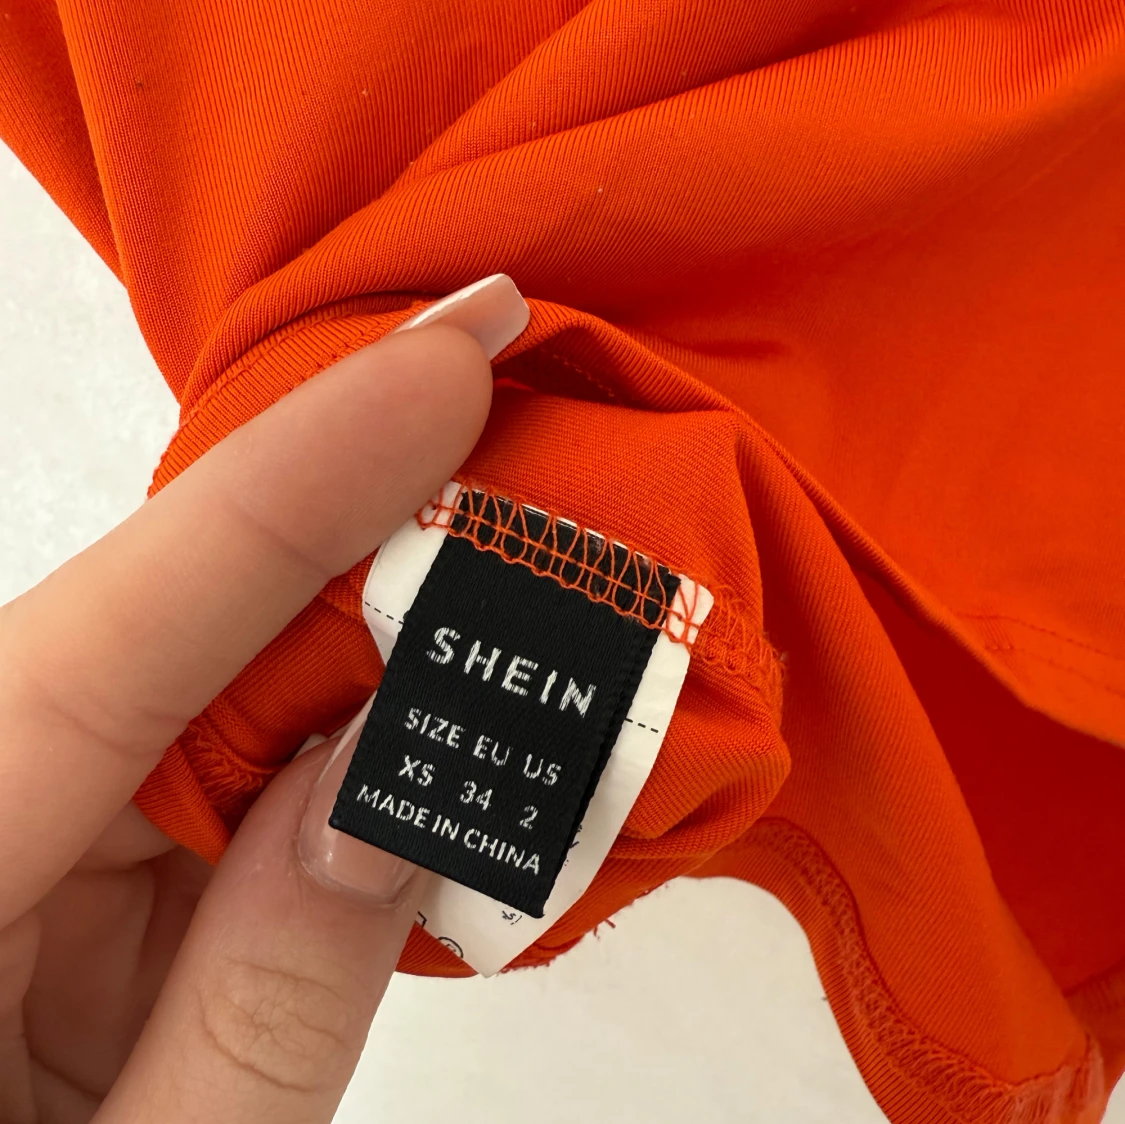 SHEIN
SIZE EU US
XS 34 2
MADE IN CHINA